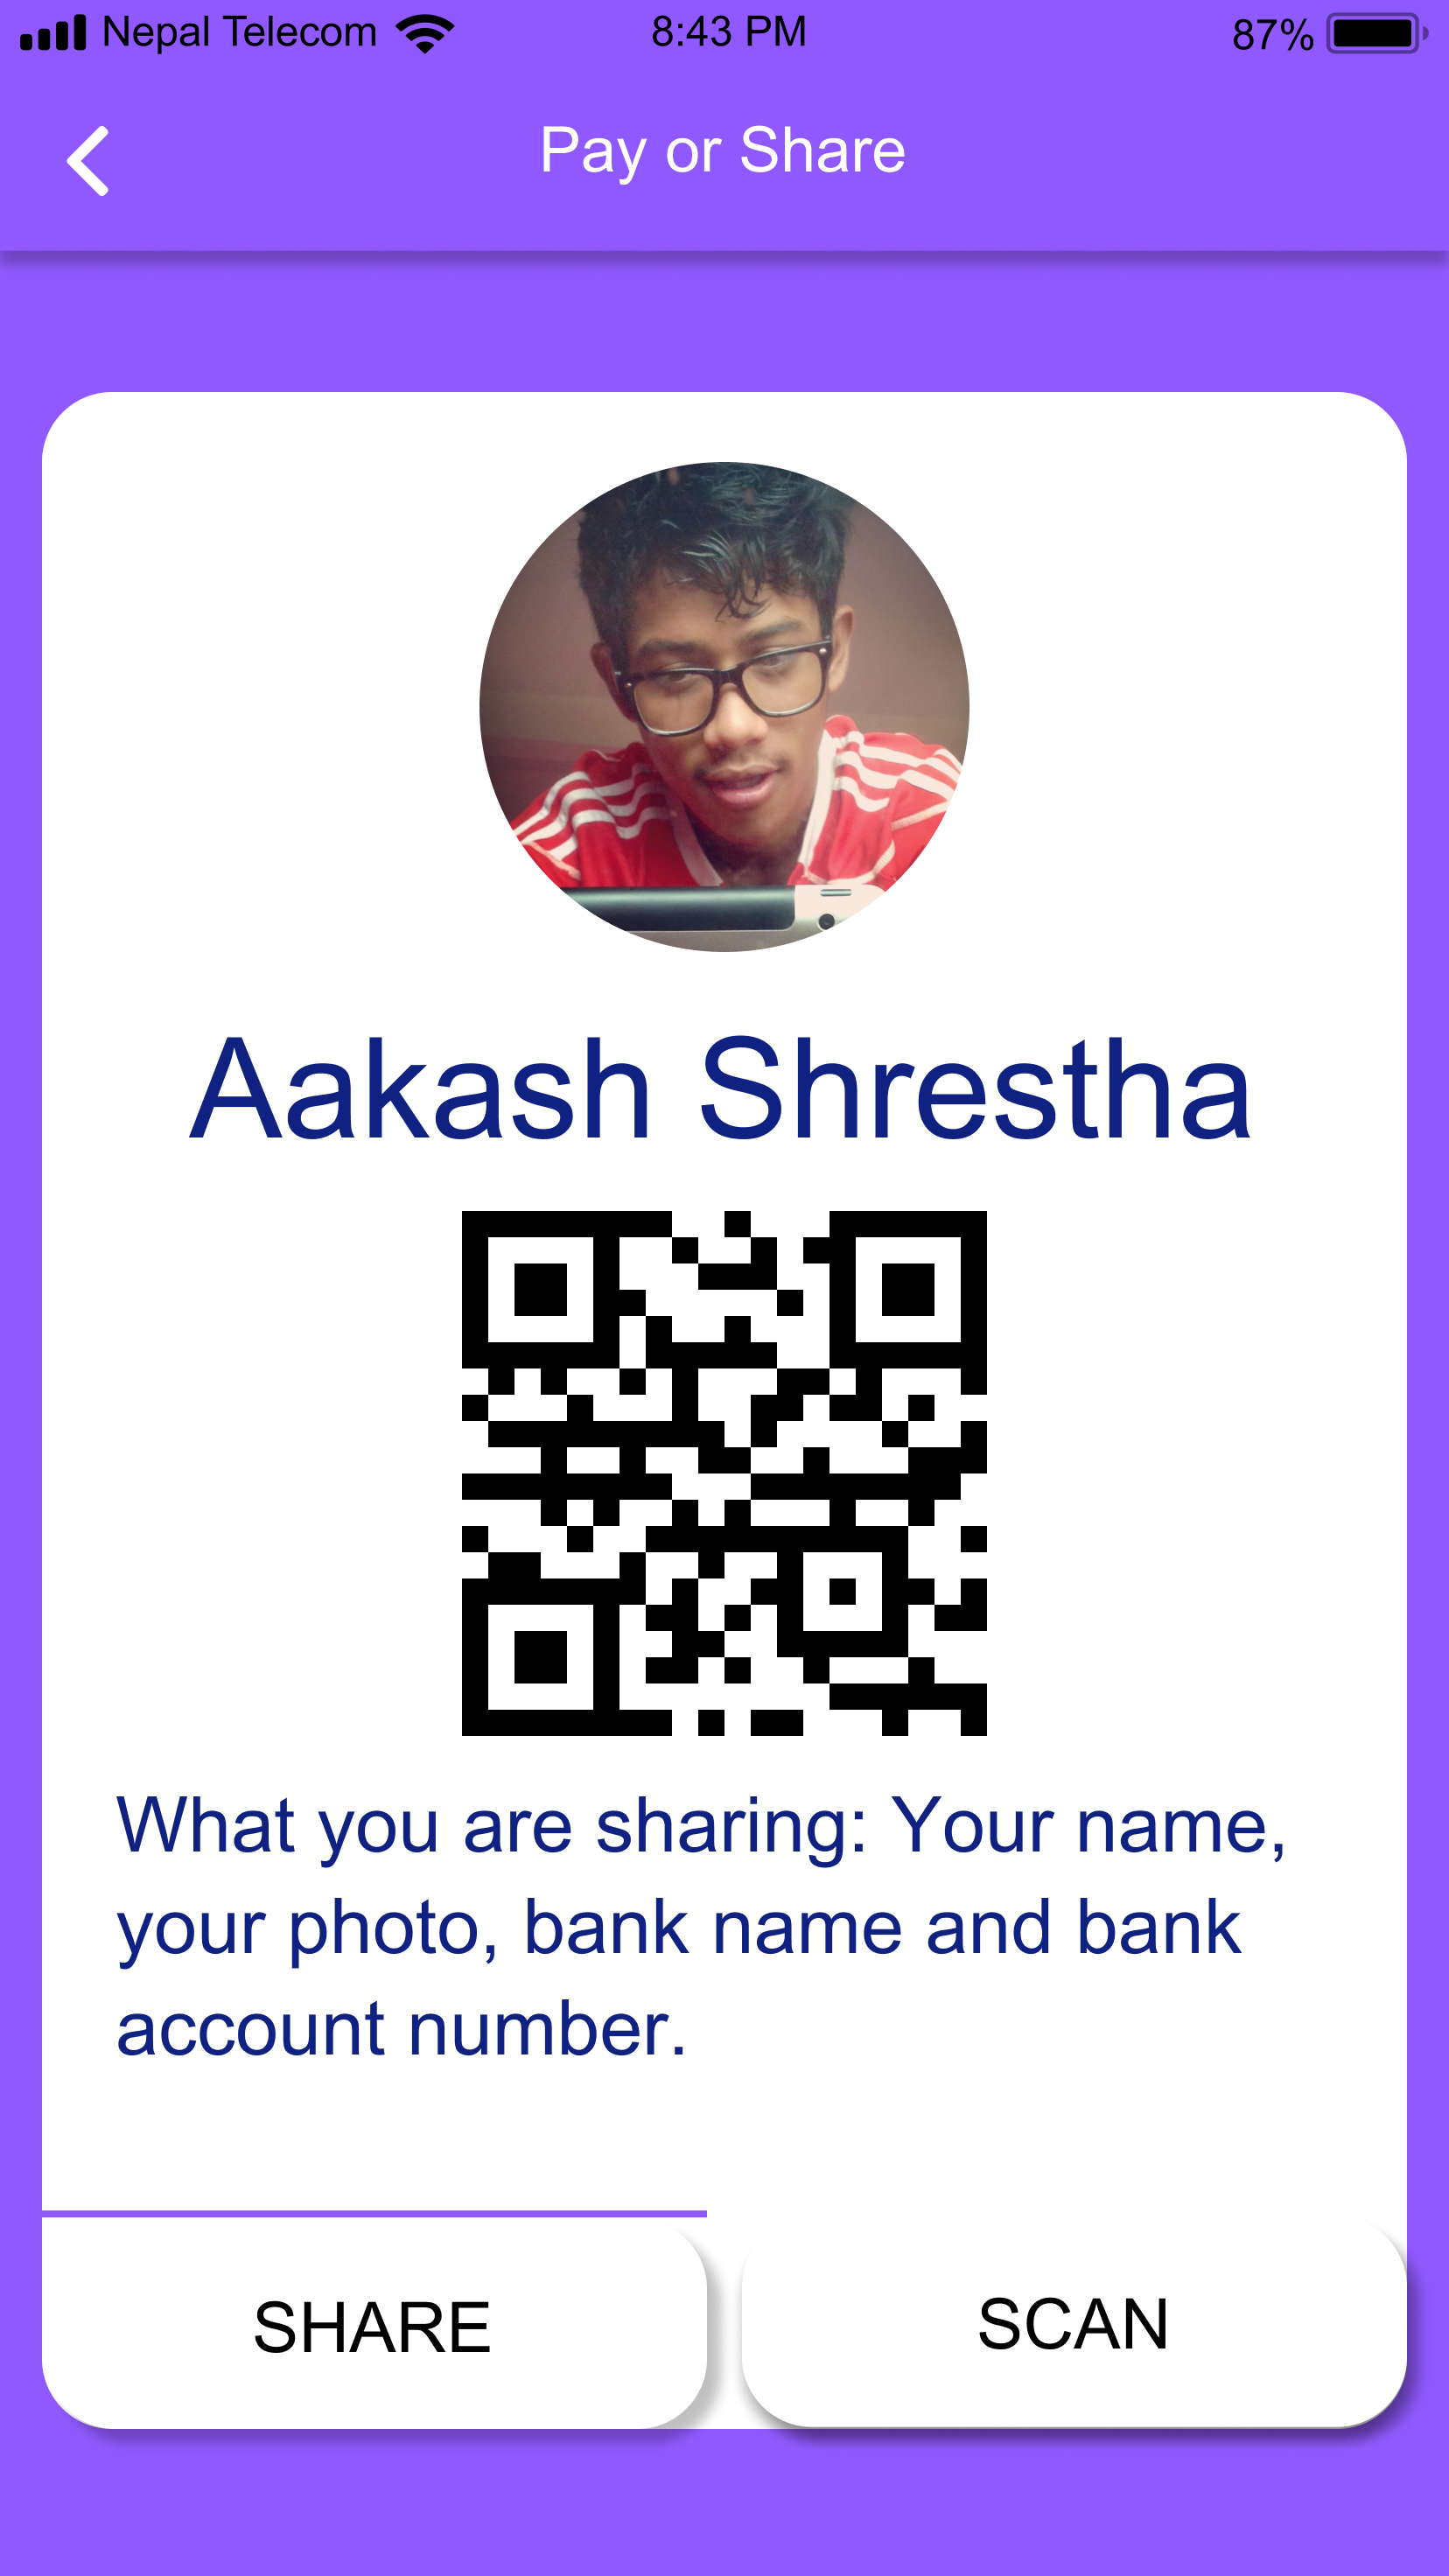 Nepal Telecom 8:43 PM 87%
Pay or Share
Aakash Shrestha
What you are sharing: Your name,
your photo, bank name and bank
account number.
SHARE SCAN